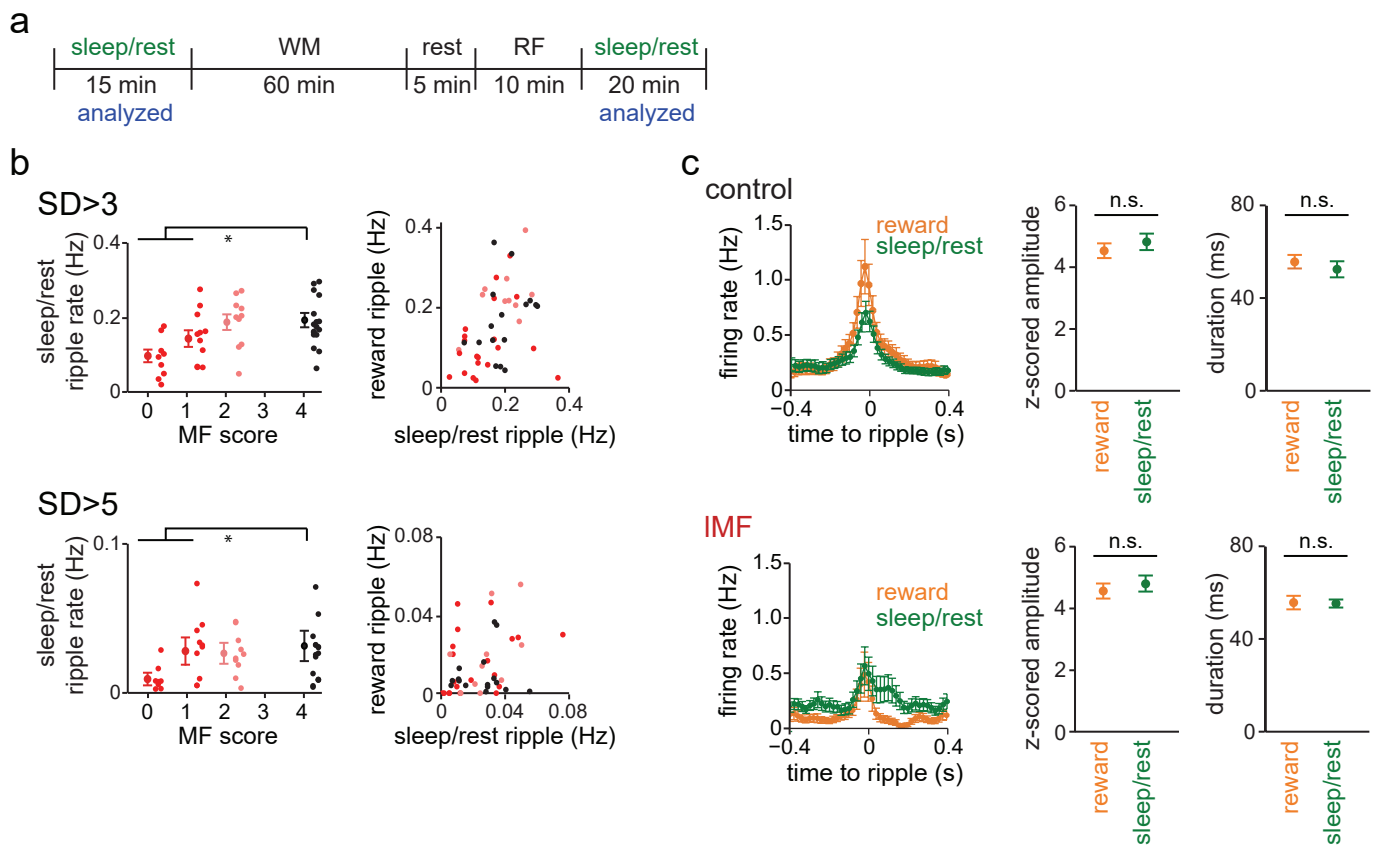 a
sleep/rest WM rest RF sleep/rest
15 min 60 min 5 min 10 min 20 min
analyzed analyzed
b
SD>3
sleep/rest
ripple rate (Hz)
0.4
0.2
0
*
0 1 2 3 4
MF score
reward ripple (Hz)
0.4
0.2
0
0 0.2 0.4
sleep/rest ripple (Hz)
SD>5
sleep/rest
ripple rate (Hz)
0.1
0
*
0 1 2 3 4
MF score
reward ripple (Hz)
0.08
0.04
0
0 0.04 0.08
sleep/rest ripple (Hz)
c
control
firing rate (Hz)
1.5
1.0
0.5
0
reward
sleep/rest
−0.4 0 0.4
time to ripple (s)
z-scored amplitude
6
4
2
0
n.s.
reward
sleep/rest
duration (ms)
80
40
0
n.s.
reward
sleep/rest
IMF
firing rate (Hz)
1.5
1.0
0.5
0
reward
sleep/rest
−0.4 0 0.4
time to ripple (s)
z-scored amplitude
6
4
2
0
n.s.
reward
sleep/rest
duration (ms)
80
40
0
n.s.
reward
sleep/rest